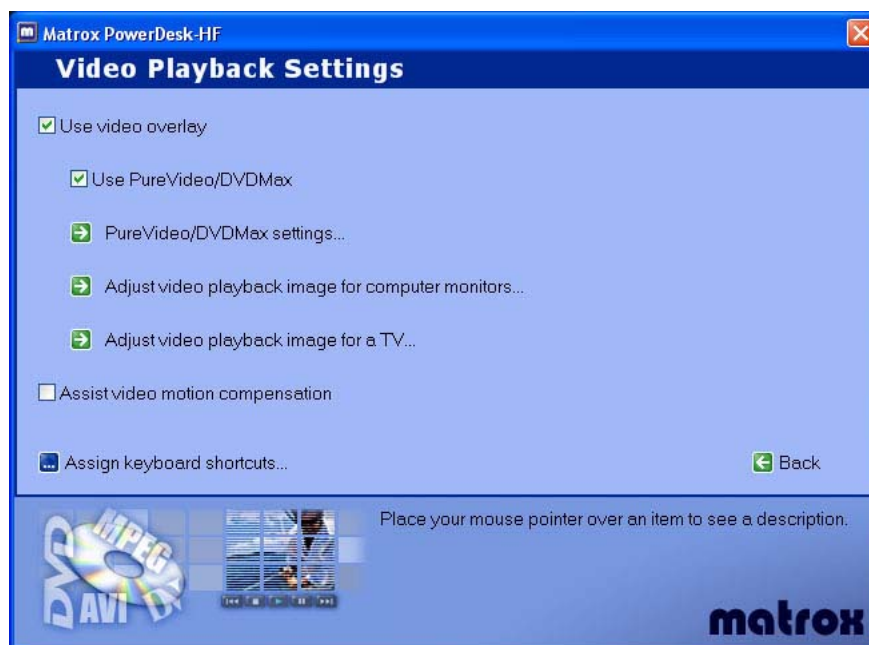 Matrox PowerDesk-HF
Video Playback Settings
Use video overlay
Use PureVideo/DVDMax
PureVideo/DVDMax settings...
Adjust video playback image for computer monitors...
Adjust video playback image for a TV...
Assist video motion compensation
Assign keyboard shortcuts...
Back
Place your mouse pointer over an item to see a description.
DVD
MPEG
AVI
matrox